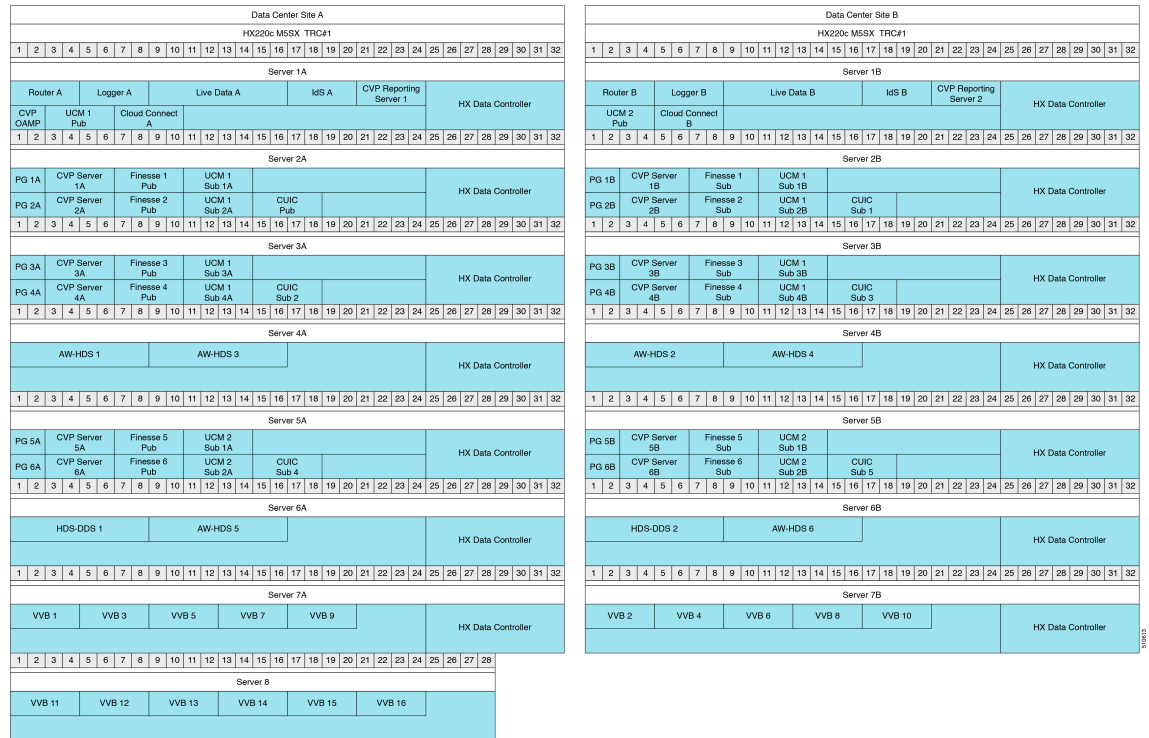 Data Center Site A
HX220c M5SX TRC#1
1 2 3 4 5 6 7 8 9 10 11 12 13 14 15 16 17 18 19 20 21 22 23 24 25 26 27 28 29 30 31 32
Server 1A
Router A Logger A Live Data A IdS A CVP Reporting
Server 1
HX Data Controller
CVP
OAMP
UCM 1
Pub
Cloud Connect
A
1 2 3 4 5 6 7 8 9 10 11 12 13 14 15 16 17 18 19 20 21 22 23 24 25 26 27 28 29 30 31 32
Server 2A
PG 1A
CVP Server
1A
Finesse 1
Pub
UCM 1
Sub 1A
HX Data Controller
PG 2A
CVP Server
2A
Finesse 2
Pub
UCM 1
Sub 2A
CUIC
Pub
1 2 3 4 5 6 7 8 9 10 11 12 13 14 15 16 17 18 19 20 21 22 23 24 25 26 27 28 29 30 31 32
Server 3A
PG 3A
CVP Server
3A
Finesse 3
Pub
UCM 1
Sub 3A
HX Data Controller
PG 4A
CVP Server
4A
Finesse 4
Pub
UCM 1
Sub 4A
CUIC
Sub 2
1 2 3 4 5 6 7 8 9 10 11 12 13 14 15 16 17 18 19 20 21 22 23 24 25 26 27 28 29 30 31 32
Server 4A
AW-HDS 1 AW-HDS 3
HX Data Controller
1 2 3 4 5 6 7 8 9 10 11 12 13 14 15 16 17 18 19 20 21 22 23 24 25 26 27 28 29 30 31 32
Server 5A
PG 5A
CVP Server
5A
Finesse 5
Pub
UCM 2
Sub 1A
HX Data Controller
PG 6A
CVP Server
6A
Finesse 6
Pub
UCM 2
Sub 2A
CUIC
Sub 4
1 2 3 4 5 6 7 8 9 10 11 12 13 14 15 16 17 18 19 20 21 22 23 24 25 26 27 28 29 30 31 32
Server 6A
HDS-DDS 1 AW-HDS 5
HX Data Controller
1 2 3 4 5 6 7 8 9 10 11 12 13 14 15 16 17 18 19 20 21 22 23 24 25 26 27 28 29 30 31 32
Server 7A
VVB 1 VVB 3 VVB 5 VVB 7 VVB 9
HX Data Controller
1 2 3 4 5 6 7 8 9 10 11 12 13 14 15 16 17 18 19 20 21 22 23 24 25 26 27 28
Server 8
VVB 11 VVB 12 VVB 13 VVB 14 VVB 15 VVB 16
Data Center Site B
HX220c M5SX TRC#1
1 2 3 4 5 6 7 8 9 10 11 12 13 14 15 16 17 18 19 20 21 22 23 24 25 26 27 28 29 30 31 32
Server 1B
Router B Logger B Live Data B IdS B CVP Reporting
Server 2
HX Data Controller
UCM 2
Pub
Cloud Connect
B
1 2 3 4 5 6 7 8 9 10 11 12 13 14 15 16 17 18 19 20 21 22 23 24 25 26 27 28 29 30 31 32
Server 2B
PG 1B
CVP Server
1B
Finesse 1
Sub
UCM 1
Sub 1B
HX Data Controller
PG 2B
CVP Server
2B
Finesse 2
Sub
UCM 1
Sub 2B
CUIC
Sub 1
1 2 3 4 5 6 7 8 9 10 11 12 13 14 15 16 17 18 19 20 21 22 23 24 25 26 27 28 29 30 31 32
Server 3B
PG 3B
CVP Server
3B
Finesse 3
Sub
UCM 1
Sub 3B
HX Data Controller
PG 4B
CVP Server
4B
Finesse 4
Sub
UCM 1
Sub 4B
CUIC
Sub 3
1 2 3 4 5 6 7 8 9 10 11 12 13 14 15 16 17 18 19 20 21 22 23 24 25 26 27 28 29 30 31 32
Server 4B
AW-HDS 2 AW-HDS 4
HX Data Controller
1 2 3 4 5 6 7 8 9 10 11 12 13 14 15 16 17 18 19 20 21 22 23 24 25 26 27 28 29 30 31 32
Server 5B
PG 5B
CVP Server
5B
Finesse 5
Sub
UCM 2
Sub 1B
HX Data Controller
PG 6B
CVP Server
6B
Finesse 6
Sub
UCM 2
Sub 2B
CUIC
Sub 5
1 2 3 4 5 6 7 8 9 10 11 12 13 14 15 16 17 18 19 20 21 22 23 24 25 26 27 28 29 30 31 32
Server 6B
HDS-DDS 2 AW-HDS 6
HX Data Controller
1 2 3 4 5 6 7 8 9 10 11 12 13 14 15 16 17 18 19 20 21 22 23 24 25 26 27 28 29 30 31 32
Server 7B
VVB 2 VVB 4 VVB 6 VVB 8 VVB 10
HX Data Controller
510613